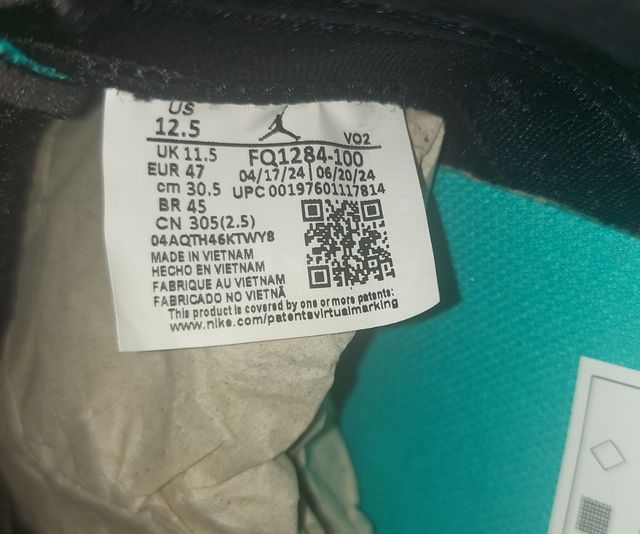 US
12.5
VO2
UK 11.5 FQ1284-100
EUR 47 04/17/24 | 06/20/24
cm 30.5 UPC 00197601117814
BR 45
CN 305(2.5)
04AQTH46KTWY8
MADE IN VIETNAM
HECHO EN VIETNAM
FABRIQUE AU VIETNAM
FABRICADO NO VIETNÃ
This product is covered by one or more patents:
www.nike.com/patentsvirtualmarking